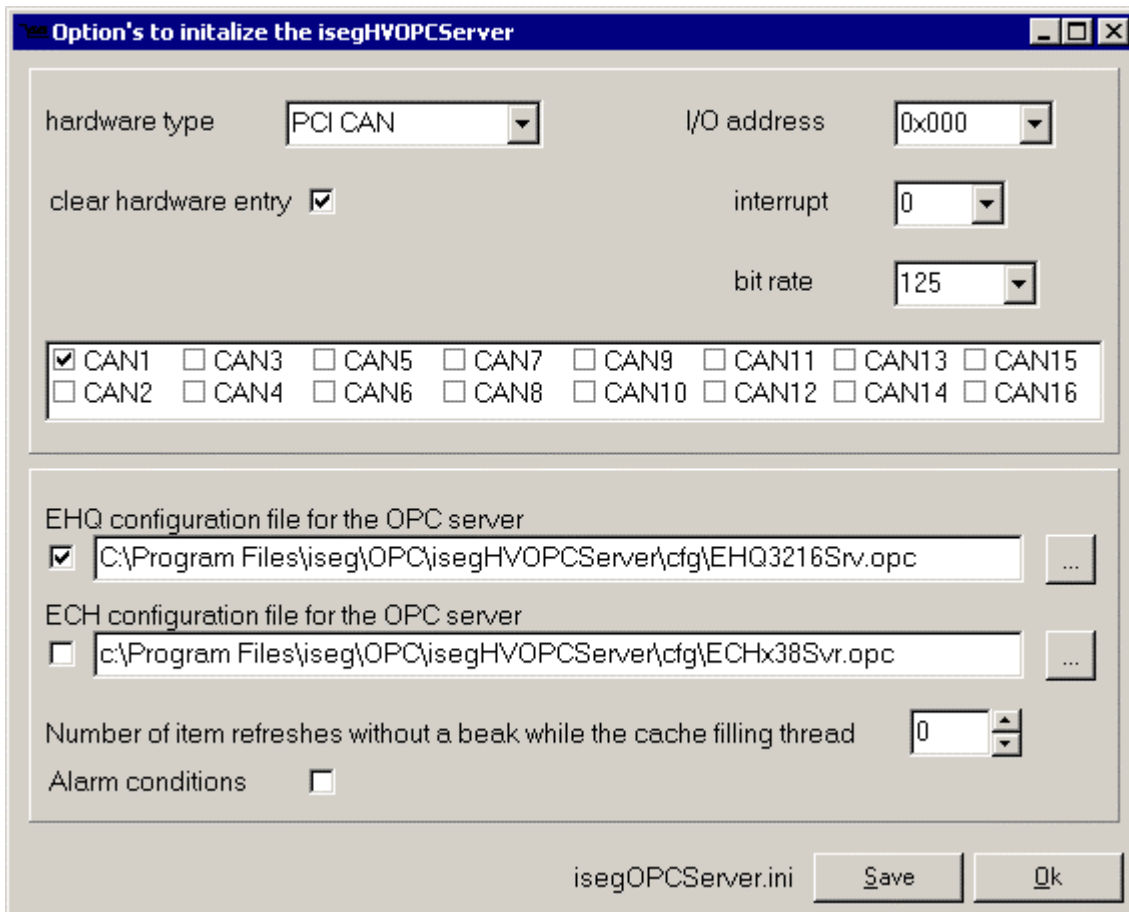 Option's to initalize the isegHVOPCServer
hardware type PCI CAN I/O address 0x000
clear hardware entry interrupt 0
bit rate 125
CAN1 CAN3 CAN5 CAN7 CAN9 CAN11 CAN13 CAN15
CAN2 CAN4 CAN6 CAN8 CAN10 CAN12 CAN14 CAN16
EHQ configuration file for the OPC server
C:\Program Files\iseg\OPC\isegHVOPCServer\cfg\EHQ3216Srv.opc ...
ECH configuration file for the OPC server
c:\Program Files\iseg\OPC\isegHVOPCServer\cfg\ECHx38Svr.opc ...
Number of item refreshes without a beak while the cache filling thread 0
Alarm conditions
isegOPCServer.ini Save Ok